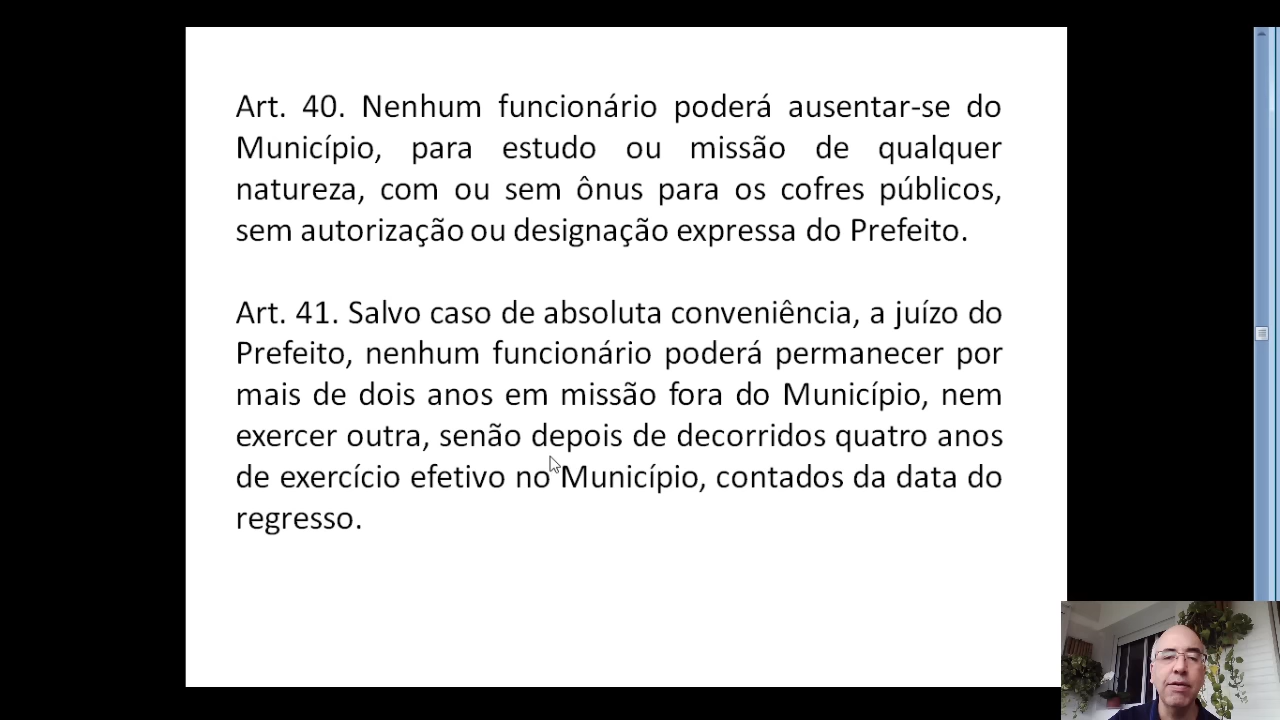 Art. 40. Nenhum funcionário poderá ausentar-se do
Município, para estudo ou missão de qualquer
natureza, com ou sem ônus para os cofres públicos,
sem autorização ou designação expressa do Prefeito.
Art. 41. Salvo caso de absoluta conveniência, a juízo do
Prefeito, nenhum funcionário poderá permanecer por
mais de dois anos em missão fora do Município, nem
exercer outra, senão depois de decorridos quatro anos
de exercício efetivo no Município, contados da data do
regresso.